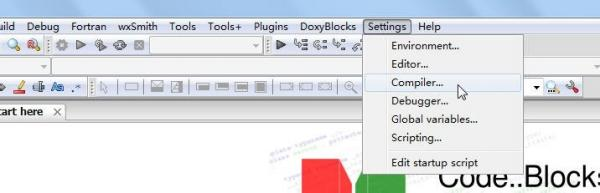 uild Debug Fortran wxSmith Tools Tools+ Plugins DoxyBlocks Settings Help
Environment...
Editor...
Compiler...
Debugger...
Global variables...
Scripting...
Edit startup script
Aa .*
tart here
Code::Blocks